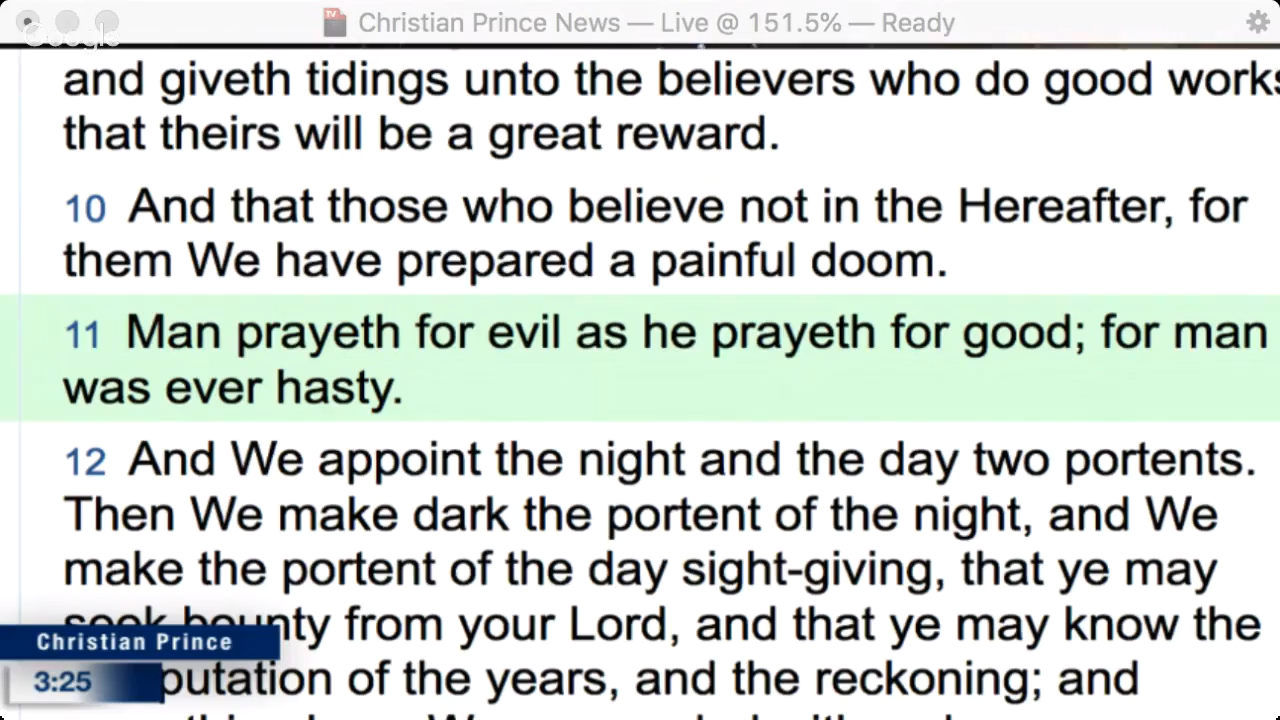 Christian Prince News — Live @ 151.5% — Ready
Google
and giveth tidings unto the believers who do good works
that theirs will be a great reward.
10 And that those who believe not in the Hereafter, for
them We have prepared a painful doom.
11 Man prayeth for evil as he prayeth for good; for man
was ever hasty.
12 And We appoint the night and the day two portents.
Then We make dark the portent of the night, and We
make the portent of the day sight-giving, that ye may
seek bounty from your Lord, and that ye may know the
putation of the years, and the reckoning; and
Christian Prince
3:25